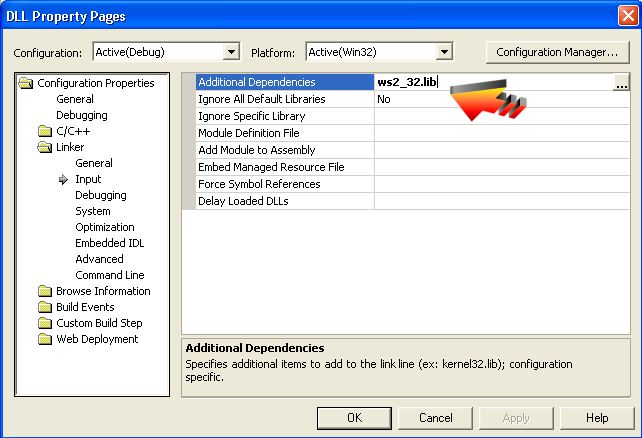 DLL Property Pages
Configuration: Active(Debug) Platform: Active(Win32) Configuration Manager...
Configuration Properties
General
Debugging
C/C++
Linker
General
Input
Debugging
System
Optimization
Embedded IDL
Advanced
Command Line
Browse Information
Build Events
Custom Build Step
Web Deployment
Additional Dependencies ws2_32.lib ...
Ignore All Default Libraries No
Ignore Specific Library
Module Definition File
Add Module to Assembly
Embed Managed Resource File
Force Symbol References
Delay Loaded DLLs
Additional Dependencies
Specifies additional items to add to the link line (ex: kernel32.lib); configuration
specific.
OK Cancel Apply Help